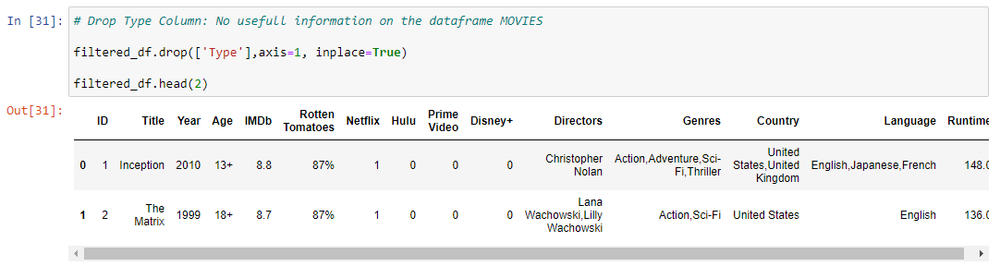 In [31]: # Drop Type Column: No usefull information on the dataframe MOVIES
filtered_df.drop(['Type'],axis=1, inplace=True)
filtered_df.head(2)
Out[31]:
ID Title Year Age IMDb Rotten Tomatoes Netflix Hulu Prime Video Disney+ Directors Genres Country Language Runtime
0 1 Inception 2010 13+ 8.8 87% 1 0 0 0 Christopher Nolan Action,Adventure,Sci-Fi,Thriller United States,United Kingdom English,Japanese,French 148.0
1 2 The Matrix 1999 18+ 8.7 87% 1 0 0 0 Lana Wachowski,Lilly Wachowski Action,Sci-Fi United States English 136.0